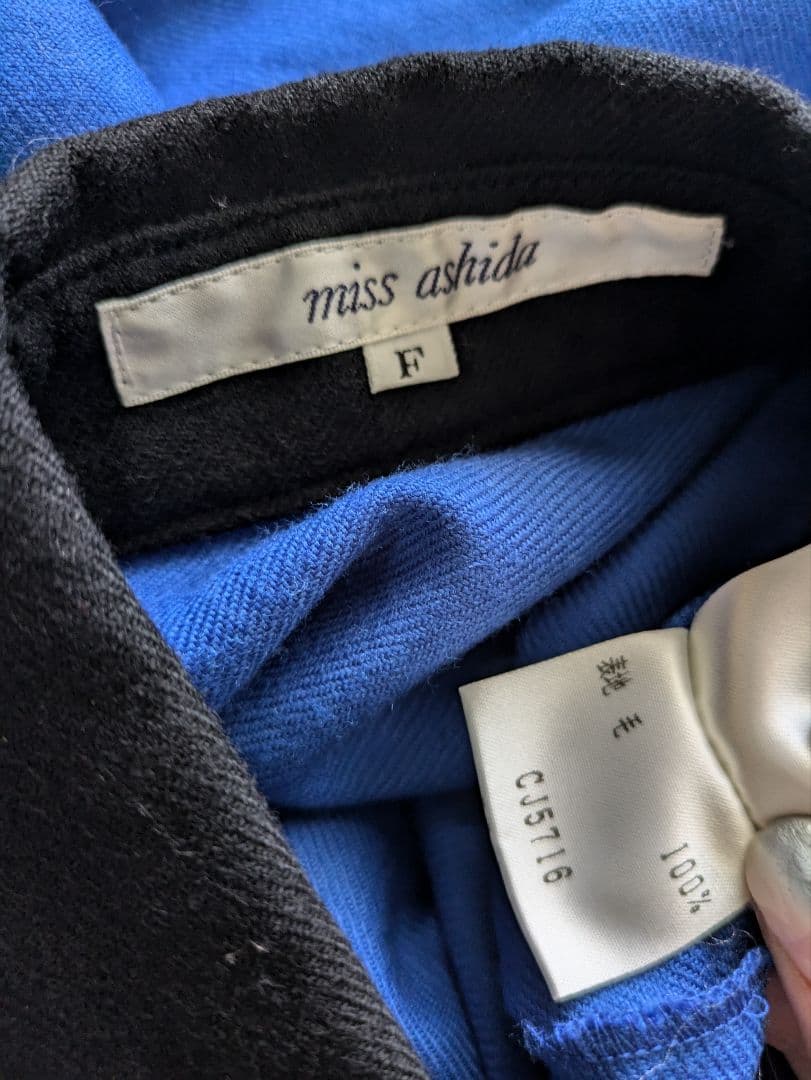 miss ashida
F
表地 毛 100%
CJ5716